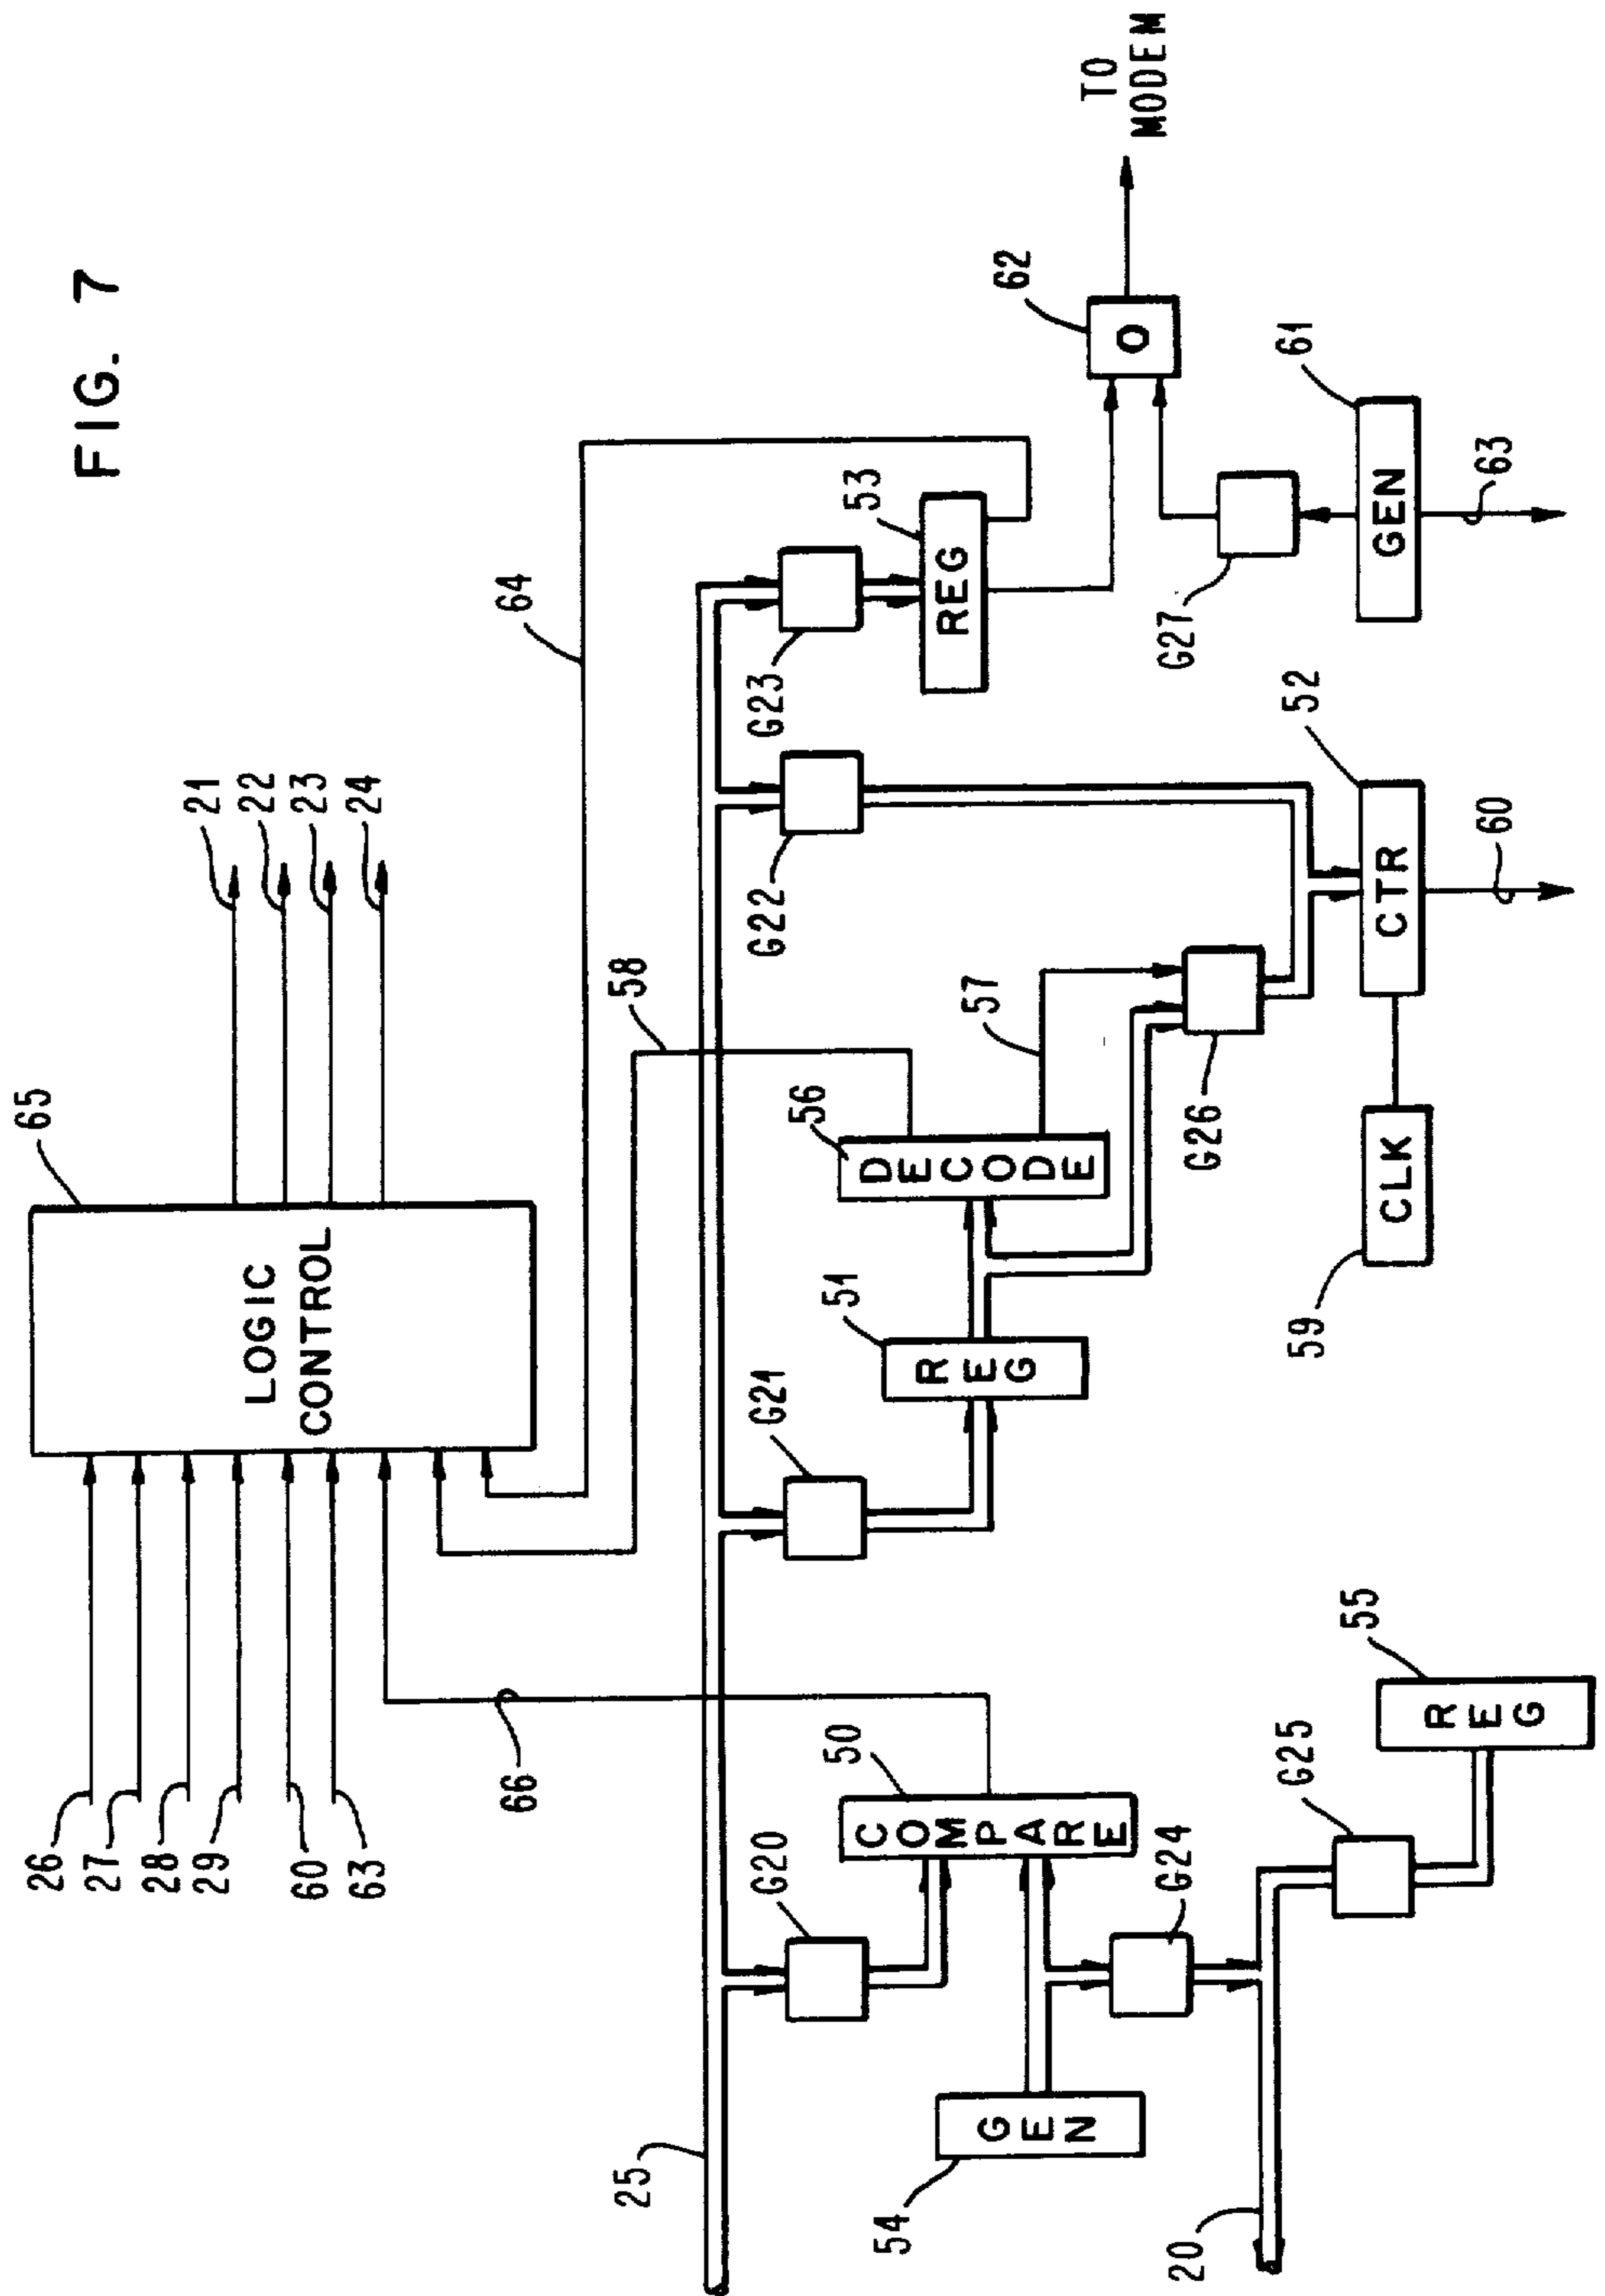 FIG. 7
65
LOGIC
CONTROL
26
27
28
29
60
63
21
22
23
24
66
58
64
25
G20
50
COMPARE
54
GEN
G24
20
G25
55
REG
G21
51
REG
56
DECODE
57
G26
59
CLK
G22
52
CTR
60
G23
53
REG
62
O
TO
MODEM
G27
61
GEN
63